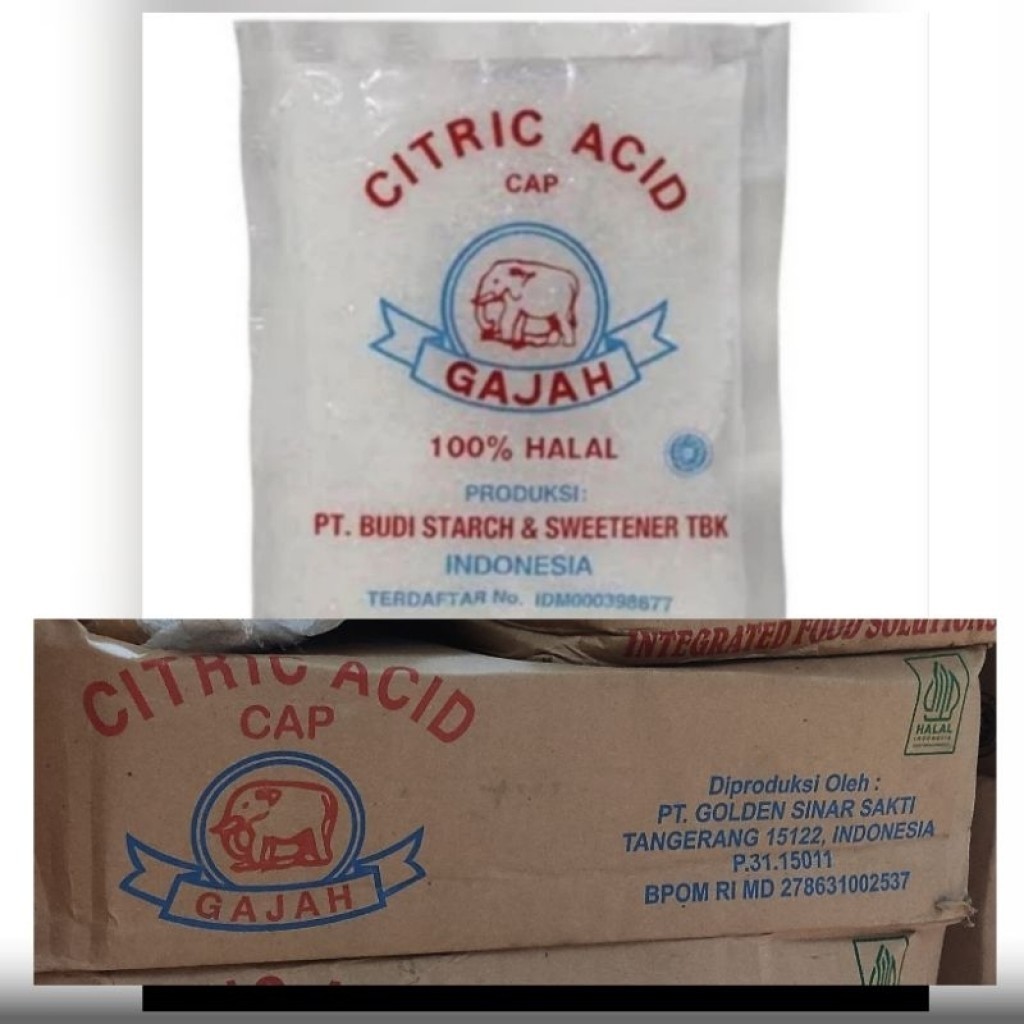 CITRIC ACID
CAP
GAJAH
100% HALAL
PRODUKSI:
PT. BUDI STARCH & SWEETENER TBK
INDONESIA
TERDAFTAR No. IDM000398677
INTEGRATED FOOD SOLUTIONS
CITRIC ACID
CAP
GAJAH
HALAL
INDONESIA
Diproduksi Oleh :
PT. GOLDEN SINAR SAKTI
TANGERANG 15122, INDONESIA
P.31.15011
BPOM RI MD 278631002537